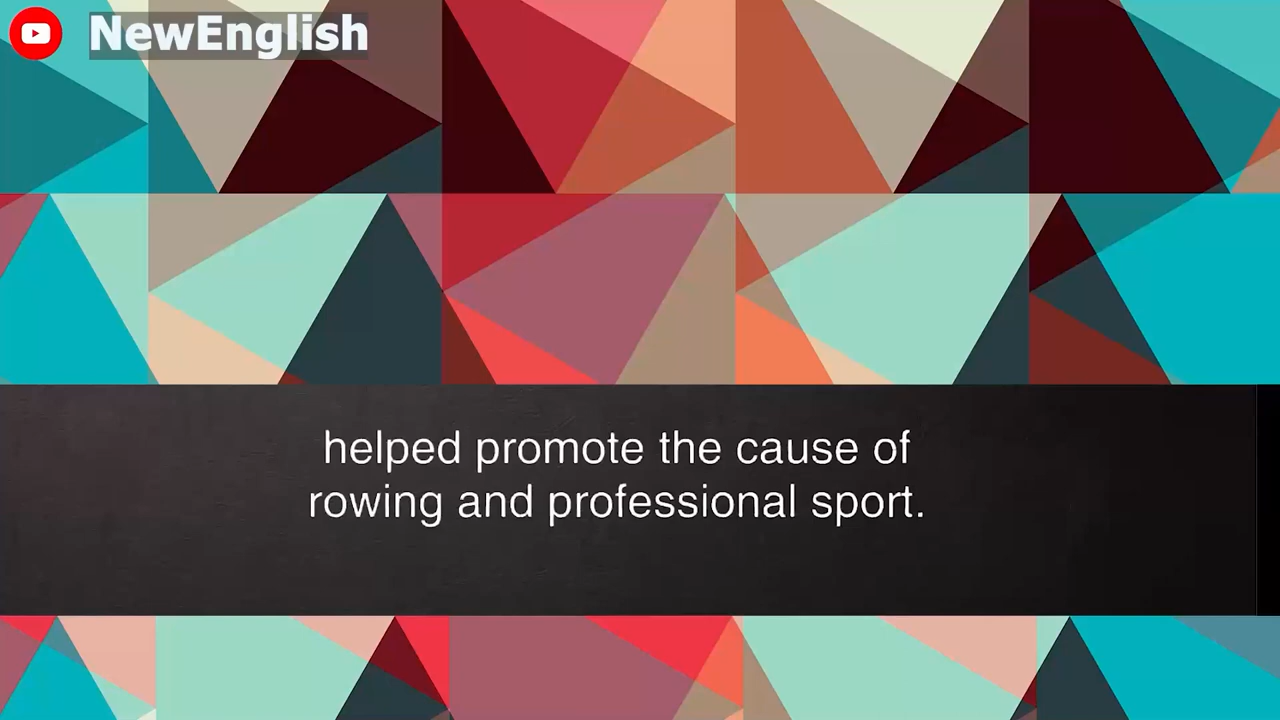 NewEnglish
helped promote the cause of
rowing and professional sport.